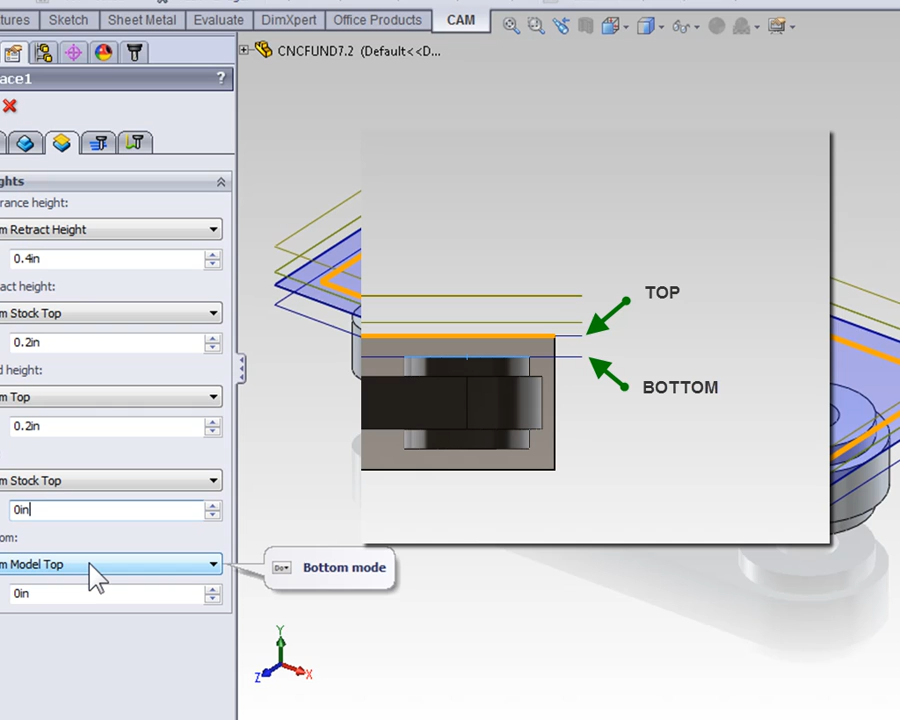 tures Sketch Sheet Metal Evaluate DimXpert Office Products CAM
CNCFUND7.2 (Default<<D...
ace1 ?
ghts
rance height:
m Retract Height
0.4in
act height:
m Stock Top
0.2in
d height:
m Top
0.2in
m Stock Top
0in
om:
m Model Top
0in
Bottom mode
TOP
BOTTOM
Y
Z X